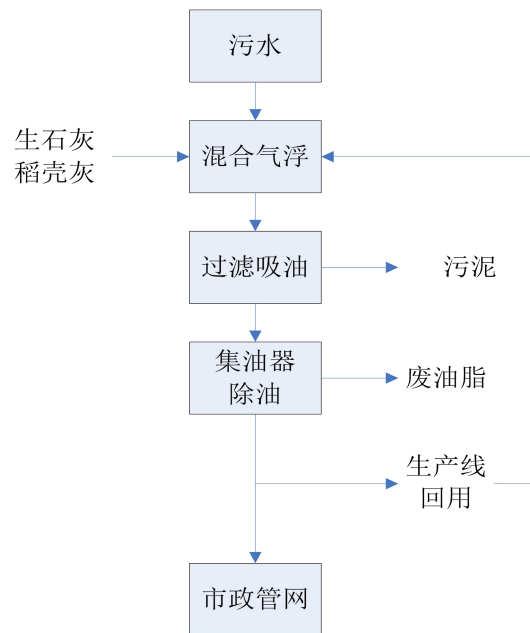 污水
生石灰
稻壳灰
混合气浮
过滤吸油
污泥
集油器
除油
废油脂
生产线
回用
市政管网